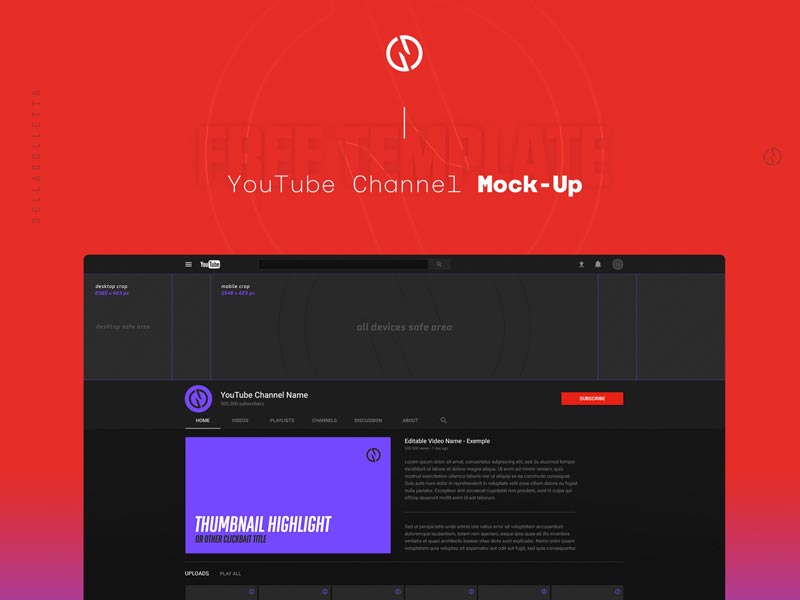 DELLACOLLETTA
FREE TEMPLATE
YouTube Channel Mock-Up
YouTube
desktop crop
2560 x 423 px
mobile crop
1546 x 423 px
desktop safe area
all devices safe area
YouTube Channel Name
500.000 subscribers
SUBSCRIBE
HOME VIDEOS PLAYLISTS CHANNELS DISCUSSION ABOUT
Editable Video Name - Exemple
500.000 views • 1 day ago
Lorem ipsum dolor sit amet, consectetur adipisicing elit, sed do eiusmod tempor
incididunt ut labore et dolore magna aliqua. Ut enim ad minim veniam, quis
nostrud exercitation ullamco laboris nisi ut aliquip ex ea commodo consequat.
Duis aute irure dolor in reprehenderit in voluptate velit esse cillum dolore eu fugiat
nulla pariatur. Excepteur sint occaecat cupidatat non proident, sunt in culpa qui
officia deserunt mollit anim id est laborum.
Sed ut perspiciatis unde omnis iste natus error sit voluptatem accusantium
doloremque laudantium, totam rem aperiam, eaque ipsa quae ab illo inventore
veritatis et quasi architecto beatae vitae dicta sunt explicabo. Nemo enim ipsam
voluptatem quia voluptas sit aspernatur aut odit aut fugit, sed quia consequuntur
THUMBNAIL HIGHLIGHT
OR OTHER CLICKBAIT TITLE
UPLOADS PLAY ALL